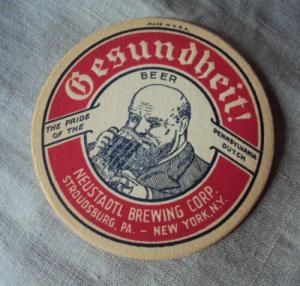 MADE IN U.S.A.
Gesundheit!
BEER
THE PRIDE
OF THE
PENNSYLVANIA
DUTCH
NEUSTADTL BREWING CORP.
STROUDSBURG, PA. - NEW YORK, N.Y.